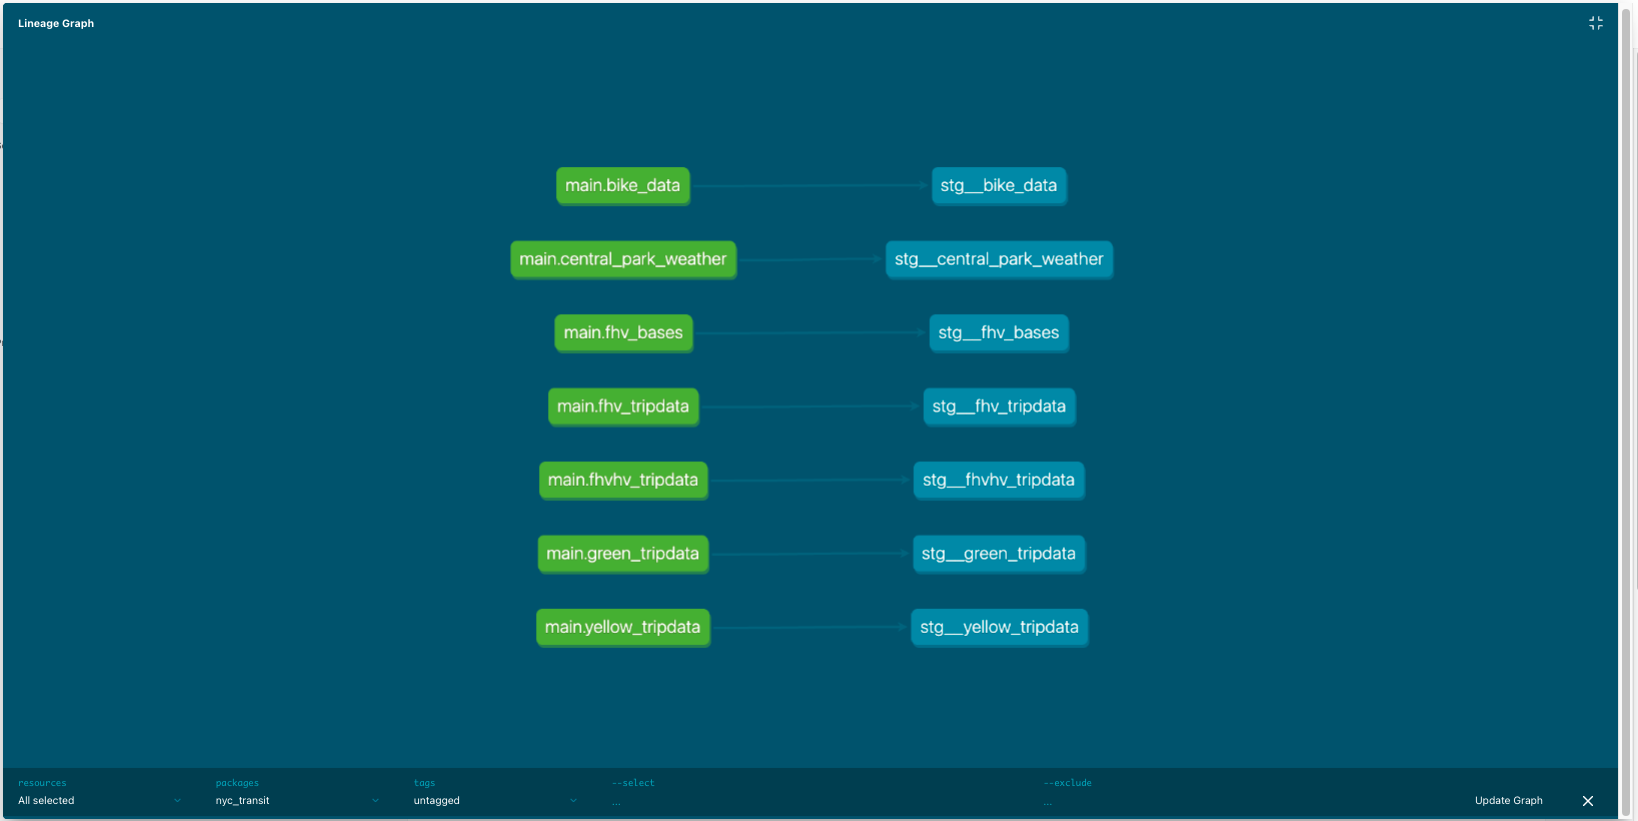 Lineage Graph
main.bike_data stg__bike_data
main.central_park_weather stg__central_park_weather
main.fhv_bases stg__fhv_bases
main.fhv_tripdata stg__fhv_tripdata
main.fhvhv_tripdata stg__fhvhv_tripdata
main.green_tripdata stg__green_tripdata
main.yellow_tripdata stg__yellow_tripdata
resources packages tags --select --exclude
All selected nyc_transit untagged ... ... Update Graph